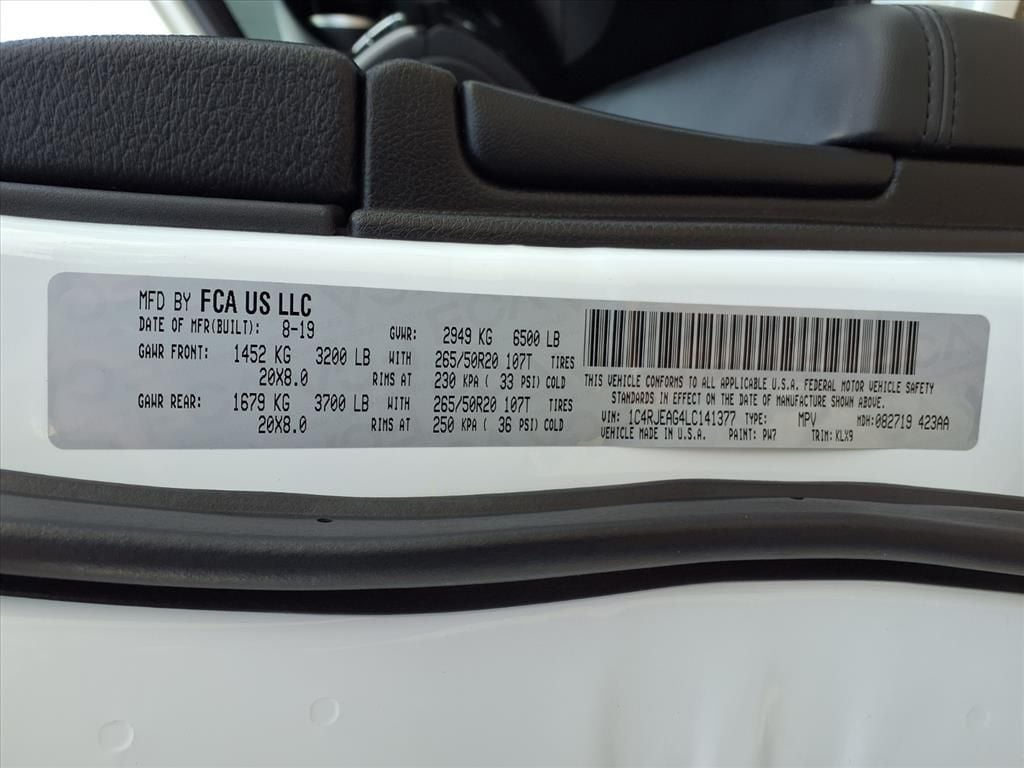 MFD BY FCA US LLC
DATE OF MFR(BUILT): 8-19 GVWR: 2949 KG 6500 LB
GAWR FRONT: 1452 KG 3200 LB WITH 265/50R20 107T TIRES
20X8.0 RIMS AT 230 KPA ( 33 PSI) COLD
GAWR REAR: 1679 KG 3700 LB WITH 265/50R20 107T TIRES
20X8.0 RIMS AT 250 KPA ( 36 PSI) COLD
THIS VEHICLE CONFORMS TO ALL APPLICABLE U.S.A. FEDERAL MOTOR VEHICLE SAFETY
STANDARDS IN EFFECT ON THE DATE OF MANUFACTURE SHOWN ABOVE.
VIN: 1C4RJEAG4LC141377 TYPE: MPV MDH:082719 423AA
VEHICLE MADE IN U.S.A. PAINT: PW7 TRIM: KLX9